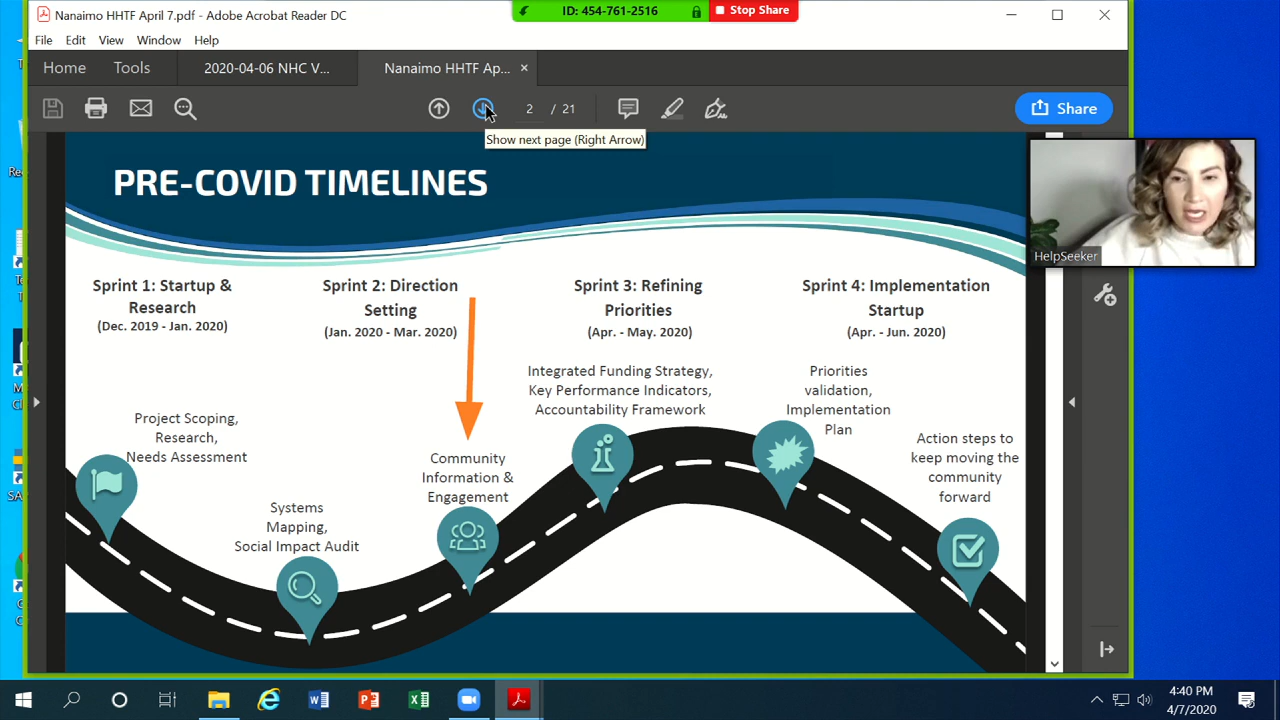 Nanaimo HHTF April 7.pdf - Adobe Acrobat Reader DC
ID: 454-761-2516
Stop Share
File Edit View Window Help
Home Tools 2020-04-06 NHC V... Nanaimo HHTF Ap... ×
2 / 21
Share
Show next page (Right Arrow)
PRE-COVID TIMELINES
HelpSeeker
Sprint 1: Startup &
Research
(Dec. 2019 - Jan. 2020)
Sprint 2: Direction
Setting
(Jan. 2020 - Mar. 2020)
Sprint 3: Refining
Priorities
(Apr. - May. 2020)
Sprint 4: Implementation
Startup
(Apr. - Jun. 2020)
Project Scoping,
Research,
Needs Assessment
Systems
Mapping,
Social Impact Audit
Community
Information &
Engagement
Integrated Funding Strategy,
Key Performance Indicators,
Accountability Framework
Priorities
validation,
Implementation
Plan
Action steps to
keep moving the
community
forward
4:40 PM
4/7/2020